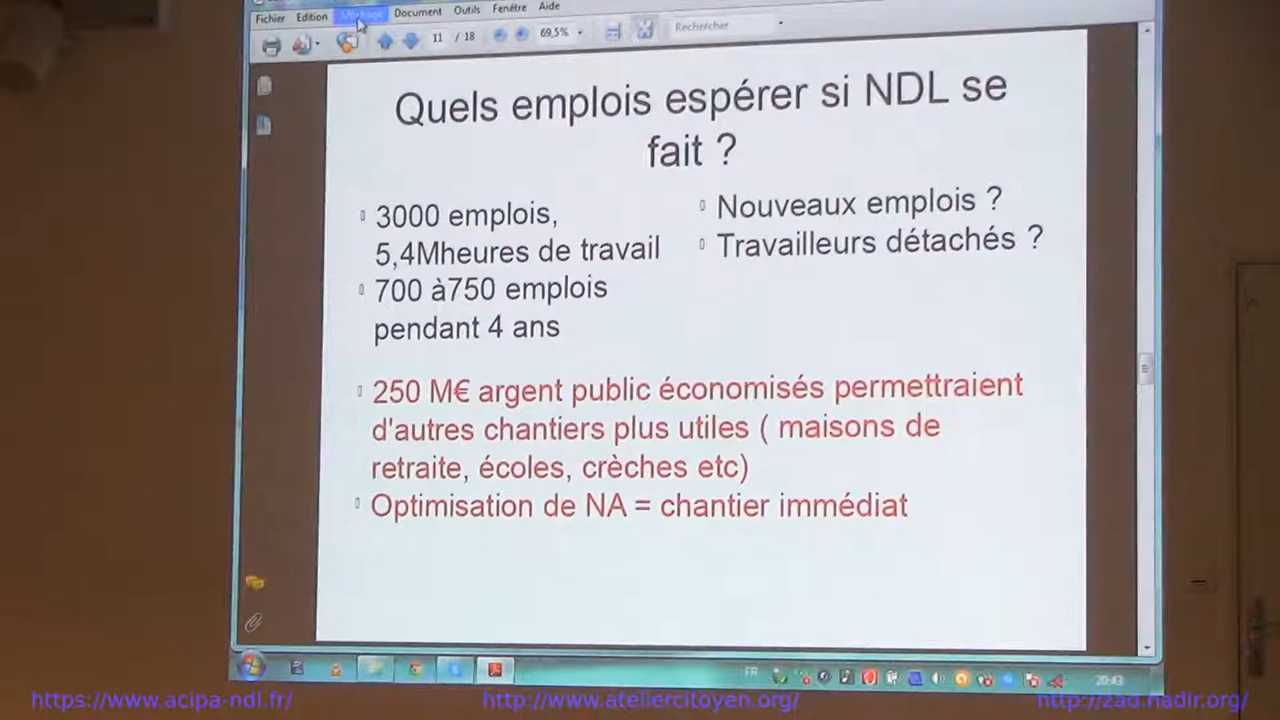 Fichier Edition Affichage Document Outils Fenêtre Aide
11 / 18 69,5% Rechercher
Quels emplois espérer si NDL se
fait ?
3000 emplois,
5,4Mheures de travail
700 à750 emplois
pendant 4 ans
Nouveaux emplois ?
Travailleurs détachés ?
250 M€ argent public économisés permettraient
d'autres chantiers plus utiles ( maisons de
retraite, écoles, crèches etc)
Optimisation de NA = chantier immédiat
FR 20:43
https://www.acipa-ndl.fr/ http://www.ateliercitoyen.org/ http://zad.nadir.org/